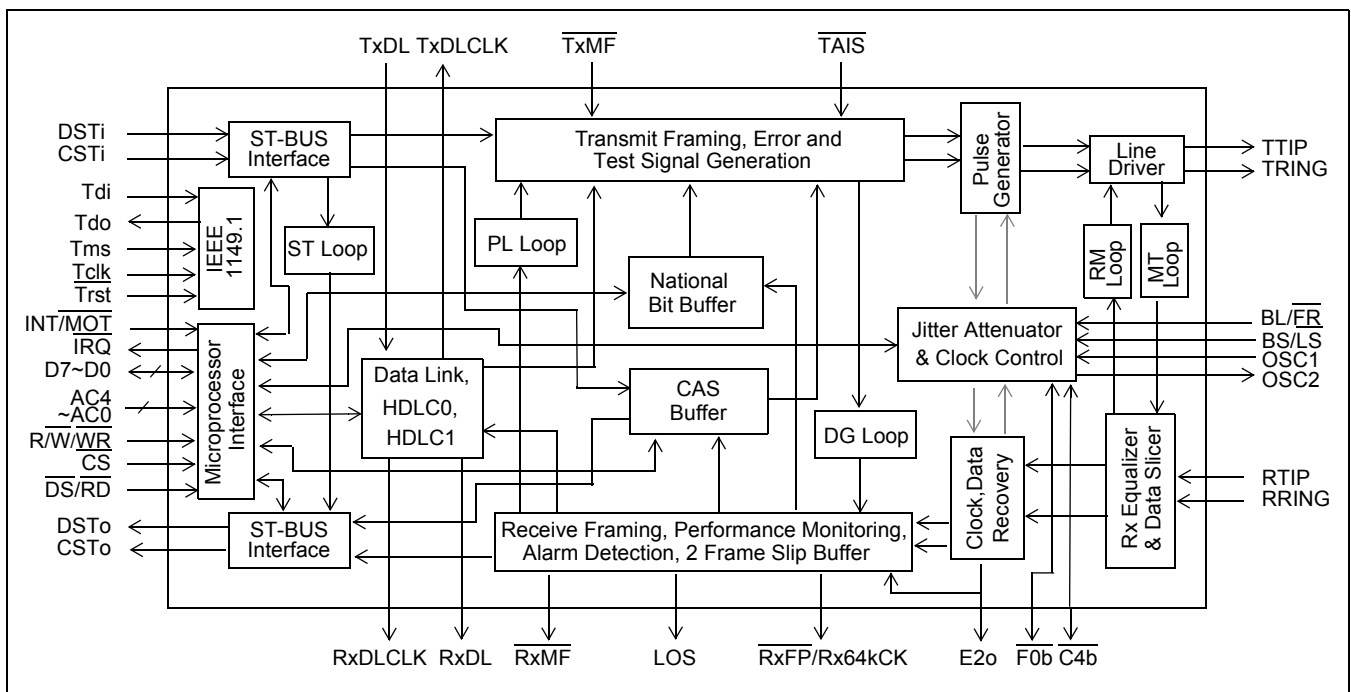 TxDL TxDLCLK TxMF TAIS
DSTi
CSTi
ST-BUS
Interface
Transmit Framing, Error and
Test Signal Generation
Pulse
Generator
Line
Driver
TTIP
TRING
Tdi
Tdo
Tms
Tclk
Trst
IEEE
1149.1
ST Loop
PL Loop
National
Bit Buffer
RM
Loop
MT
Loop
INT/MOT
IRQ
D7~D0
AC4
~AC0
R/W/WR
CS
DS/RD
Microprocessor
Interface
Data Link,
HDLC0,
HDLC1
CAS
Buffer
Jitter Attenuator
& Clock Control
BL/FR
BS/LS
OSC1
OSC2
DG Loop
Clock,Data
Recovery
Rx Equalizer
& Data Slicer
RTIP
RRING
DSTo
CSTo
ST-BUS
Interface
Receive Framing, Performance Monitoring,
Alarm Detection, 2 Frame Slip Buffer
RxDLCLK RxDL RxMF LOS RxFP/Rx64kCK E2o F0b C4b